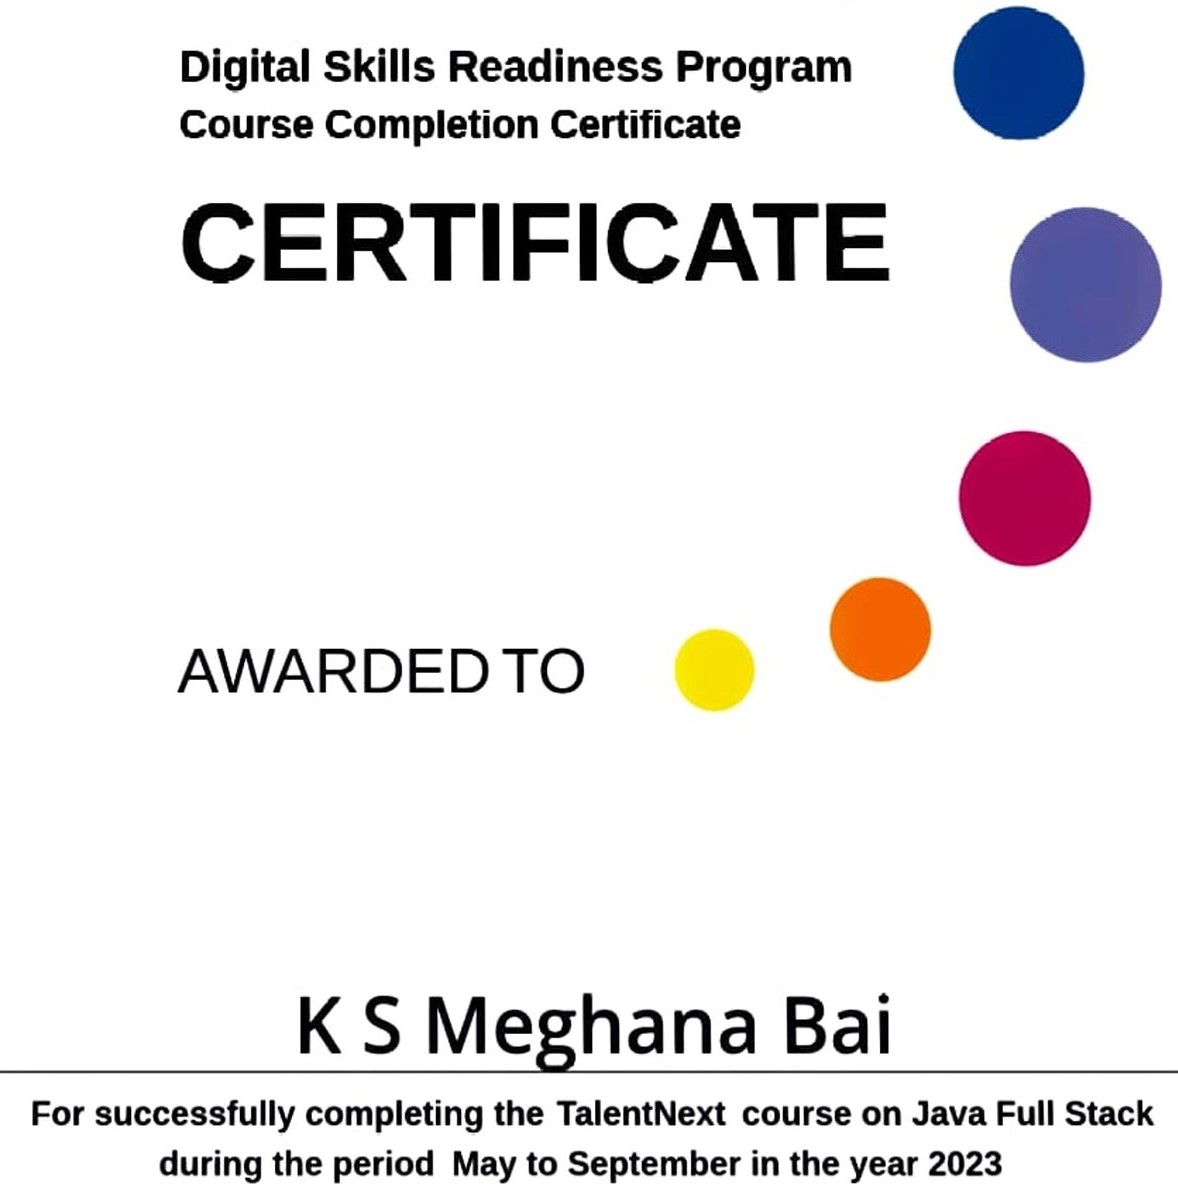 Digital Skills Readiness Program
Course Completion Certificate
CERTIFICATE
AWARDED TO
K S Meghana Bai
For successfully completing the TalentNext course on Java Full Stack
during the period May to September in the year 2023